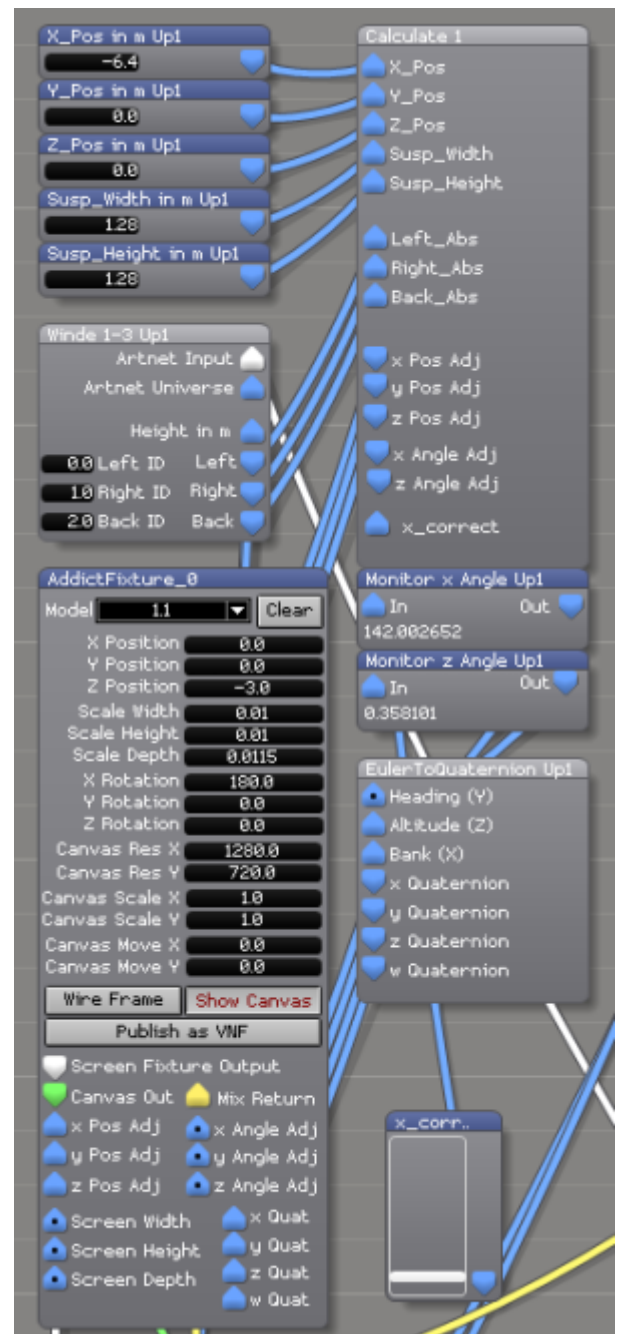 X_Pos in m Up1
-6.4
Y_Pos in m Up1
0.0
Z_Pos in m Up1
0.0
Susp_Width in m Up1
1.28
Susp_Height in m Up1
1.28
Calculate 1
X_Pos
Y_Pos
Z_Pos
Susp_Width
Susp_Height
Left_Abs
Right_Abs
Back_Abs
x Pos Adj
y Pos Adj
z Pos Adj
x Angle Adj
z Angle Adj
x_correct
Winde 1-3 Up1
Artnet Input
Artnet Universe
Height in m
0.0 Left ID Left
1.0 Right ID Right
2.0 Back ID Back
AddictFixture_0
Model 1.1 Clear
X Position 0.0
Y Position 0.0
Z Position -3.0
Scale Width 0.01
Scale Height 0.01
Scale Depth 0.0115
X Rotation 180.0
Y Rotation 0.0
Z Rotation 0.0
Canvas Res X 1280.0
Canvas Res Y 720.0
Canvas Scale X 1.0
Canvas Scale Y 1.0
Canvas Move X 0.0
Canvas Move Y 0.0
Wire Frame Show Canvas
Publish as VNF
Screen Fixture Output
Canvas Out Mix Return
x Pos Adj x Angle Adj
y Pos Adj y Angle Adj
z Pos Adj z Angle Adj
Screen Width x Quat
Screen Height y Quat
Screen Depth z Quat
w Quat
Monitor x Angle Up1
In Out
142.002652
Monitor z Angle Up1
In Out
0.358101
EulerToQuaternion Up1
Heading (Y)
Altitude (Z)
Bank (X)
x Quaternion
y Quaternion
z Quaternion
w Quaternion
x_corr..